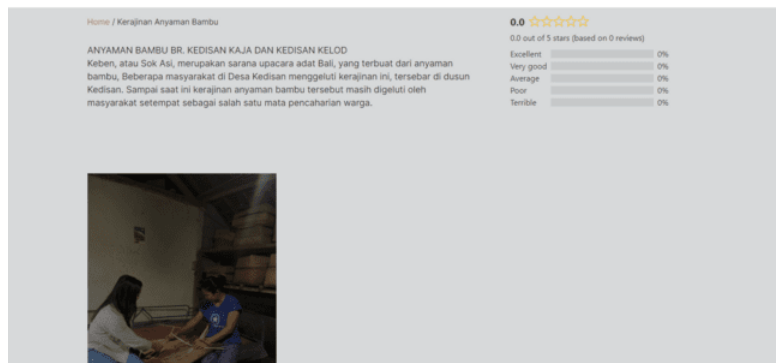 Home / Kerajinan Anyaman Bambu
ANYAMAN BAMBU BR. KEDISAN KAJA DAN KEDISAN KELOD
Keben, atau Sok Asi, merupakan sarana upacara adat Bali, yang terbuat dari anyaman
bambu, Beberapa masyarakat di Desa Kedisan menggeluti kerajinan ini, tersebar di dusun
Kedisan. Sampai saat ini kerajinan anyaman bambu tersebut masih digeluti oleh
masyarakat setempat sebagai salah satu mata pencaharian warga.
0.0
0.0 out of 5 stars (based on 0 reviews)
Excellent 0%
Very good 0%
Average 0%
Poor 0%
Terrible 0%